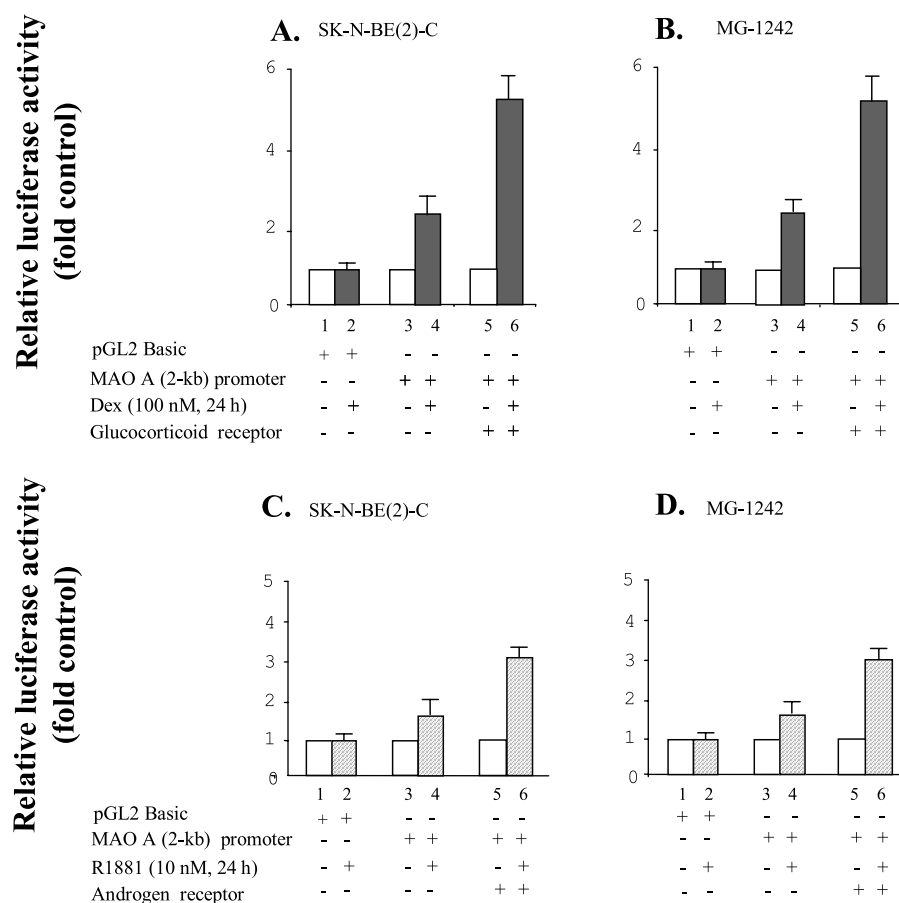 A. SK-N-BE(2)-C
B. MG-1242
Relative luciferase activity
(fold control)
6
4
2
0
6
4
2
0
1 2 3 4 5 6
1 2 3 4 5 6
pGL2 Basic + + - - - - + + - - - -
MAO A (2-kb) promoter - - + + + + - - + + + +
Dex (100 nM, 24 h) - + - + - + - + - + - +
Glucocorticoid receptor - - - - + + - - - - + +
C. SK-N-BE(2)-C
D. MG-1242
Relative luciferase activity
(fold control)
5
4
3
2
1
0
5
4
3
2
1
0
1 2 3 4 5 6
1 2 3 4 5 6
pGL2 Basic + + - - - - + + - - - -
MAO A (2-kb) promoter - - + + + + - - + + + +
R1881 (10 nM, 24 h) - + - + - + - + - + - +
Androgen receptor - - - - + + - - - - + +